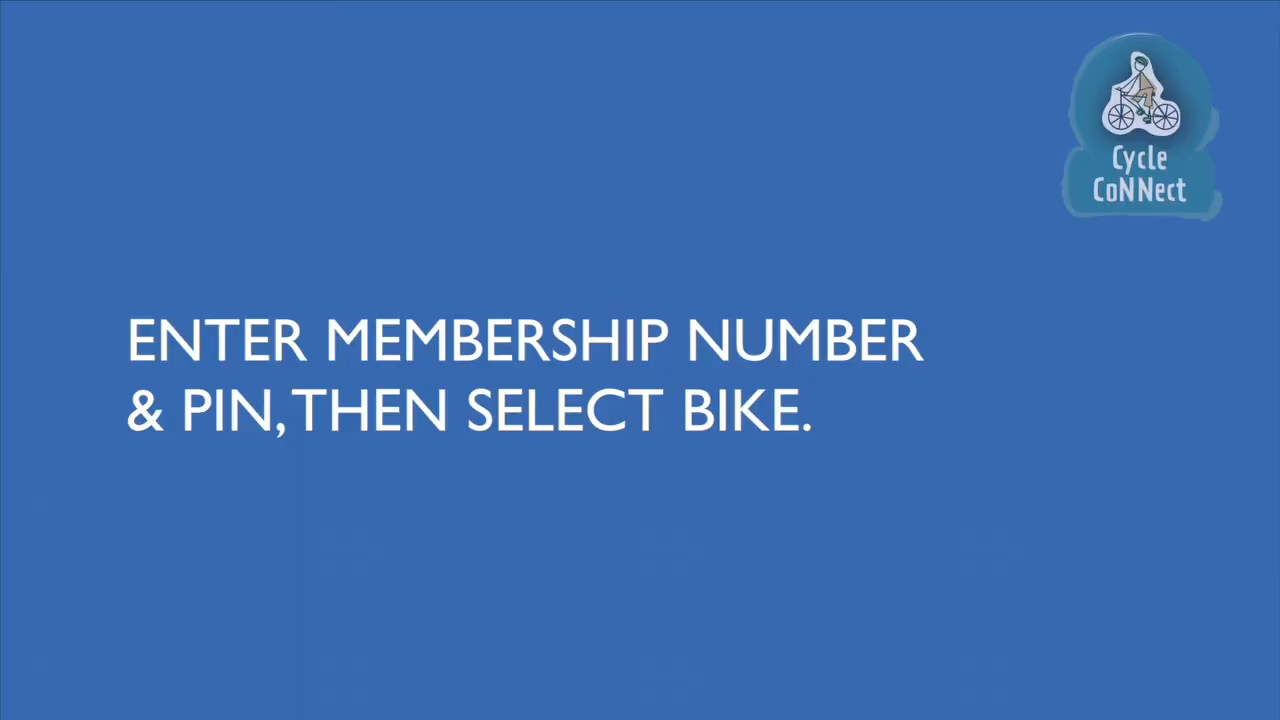 Cycle
CoNNect
ENTER MEMBERSHIP NUMBER
& PIN, THEN SELECT BIKE.